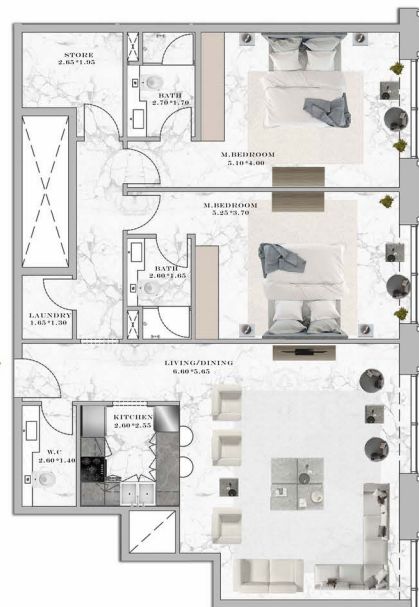 STORE
2.65*1.95
BATH
2.70*1.70
M.BEDROOM
5.10*4.00
M.BEDROOM
5.25*3.70
BATH
2.60*1.65
LAUNDRY
1.65*1.30
LIVING/DINING
6.60*5.65
KITCHEN
2.60*2.55
W.C
2.60*1.40